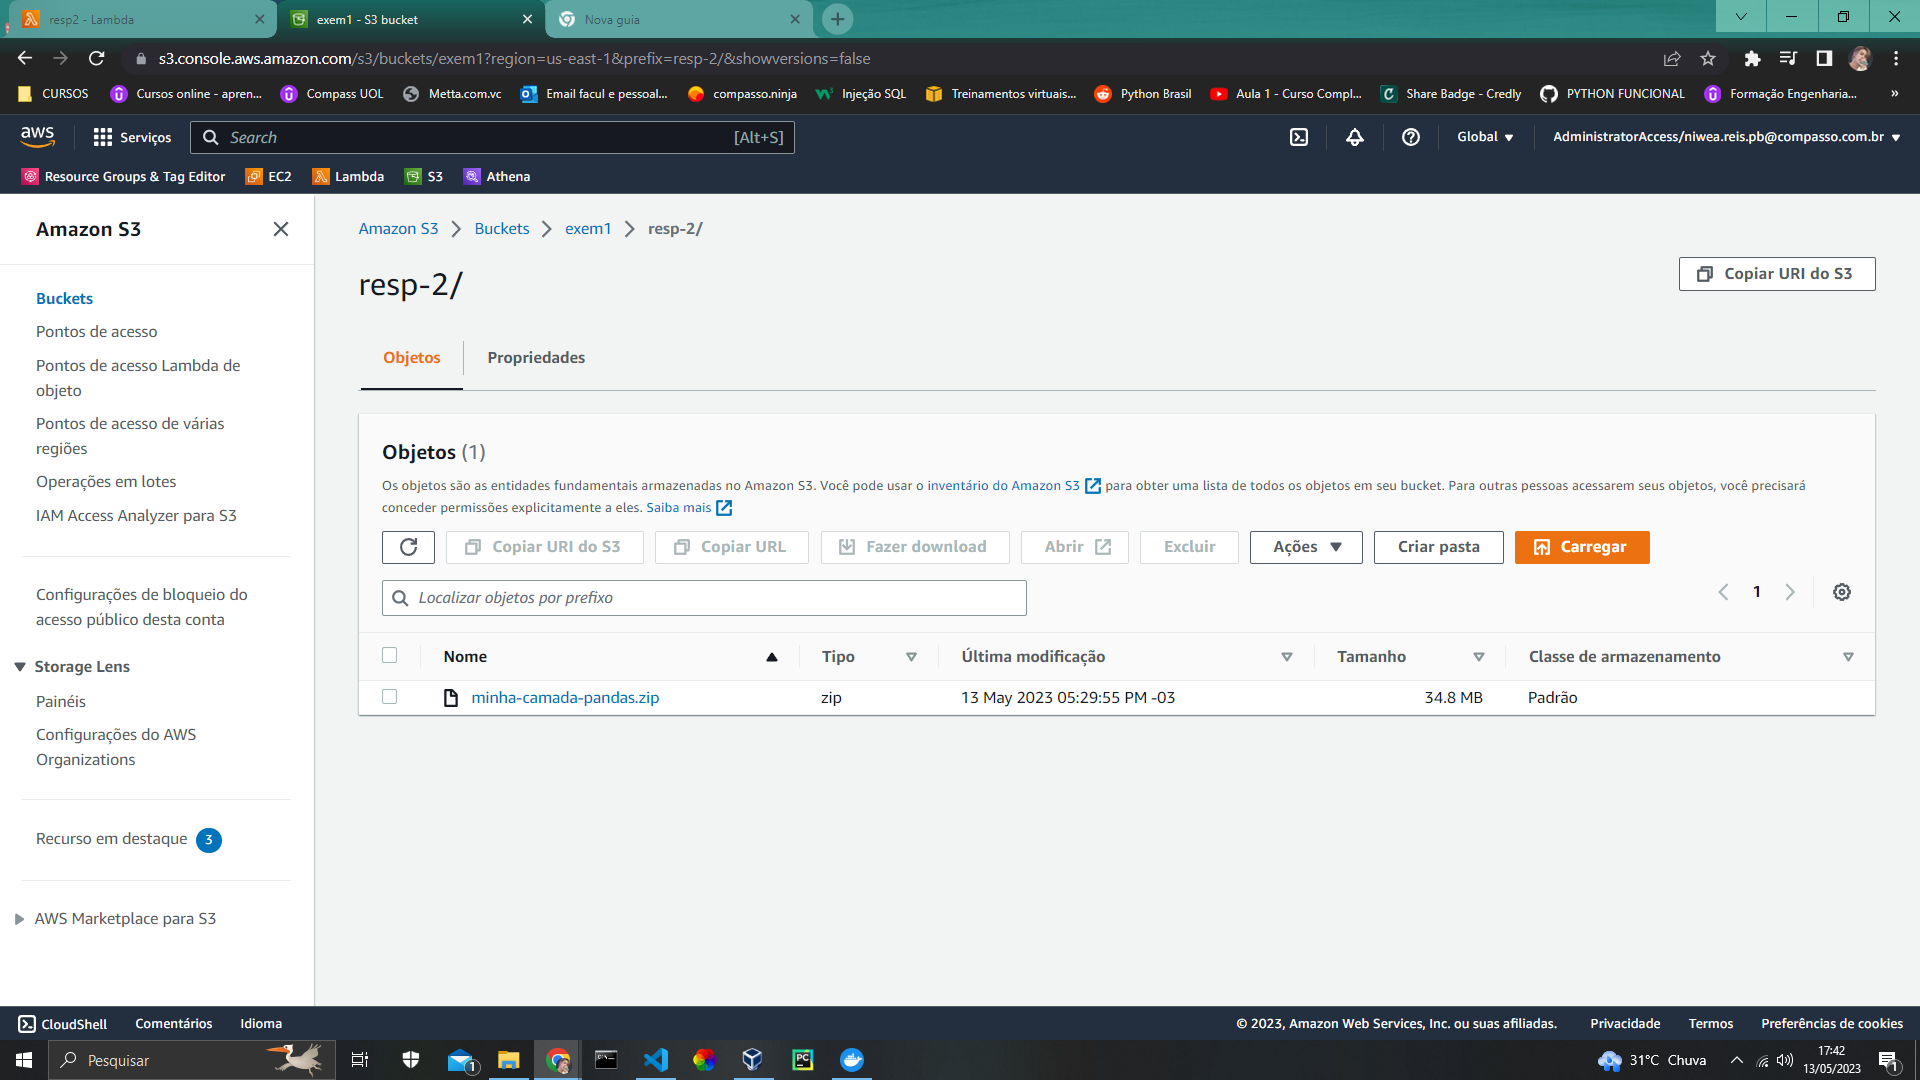 resp2 - Lambda
exem1 - S3 bucket
Nova guia
s3.console.aws.amazon.com/s3/buckets/exem1?region=us-east-1&prefix=resp-2/&showversions=false
CURSOS
Cursos online - apren...
Compass UOL
Metta.com.vc
Email facul e pessoal...
compasso.ninja
Injeção SQL
Treinamentos virtuais...
Python Brasil
Aula 1 - Curso Compl...
Share Badge - Credly
PYTHON FUNCIONAL
Formação Engenharia...
»
aws
Serviços
Search
[Alt+S]
Global
AdministratorAccess/niwea.reis.pb@compasso.com.br
Resource Groups & Tag Editor
EC2
Lambda
S3
Athena
Amazon S3
Buckets
Pontos de acesso
Pontos de acesso Lambda de
objeto
Pontos de acesso de várias
regiões
Operações em lotes
IAM Access Analyzer para S3
Configurações de bloqueio do
acesso público desta conta
Storage Lens
Painéis
Configurações do AWS
Organizations
Recurso em destaque 3
AWS Marketplace para S3
Amazon S3
Buckets
exem1
resp-2/
resp-2/
Copiar URI do S3
Objetos
Propriedades
Objetos (1)
Os objetos são as entidades fundamentais armazenadas no Amazon S3. Você pode usar o inventário do Amazon S3 para obter uma lista de todos os objetos em seu bucket. Para outras pessoas acessarem seus objetos, você precisará
conceder permissões explicitamente a eles. Saiba mais
Copiar URI do S3
Copiar URL
Fazer download
Abrir
Excluir
Ações
Criar pasta
Carregar
Localizar objetos por prefixo
1
Nome
Tipo
Última modificação
Tamanho
Classe de armazenamento
minha-camada-pandas.zip
zip
13 May 2023 05:29:55 PM -03
34.8 MB
Padrão
CloudShell
Comentários
Idioma
© 2023, Amazon Web Services, Inc. ou suas afiliadas.
Privacidade
Termos
Preferências de cookies
Pesquisar
1
PC
31°C Chuva
17:42
13/05/2023
1